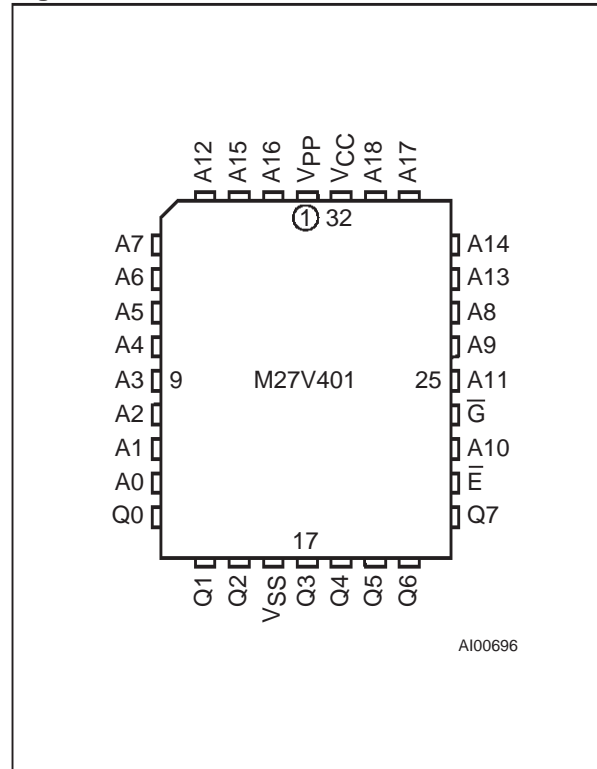 A12 A15 A16 VPP VCC A18 A17
1 32
A7 A14
A6 A13
A5 A8
A4 A9
A3 9 M27V401 25 A11
A2 G̅
A1 A10
A0 E̅
Q0 Q7
17
Q1 Q2 VSS Q3 Q4 Q5 Q6
AI00696